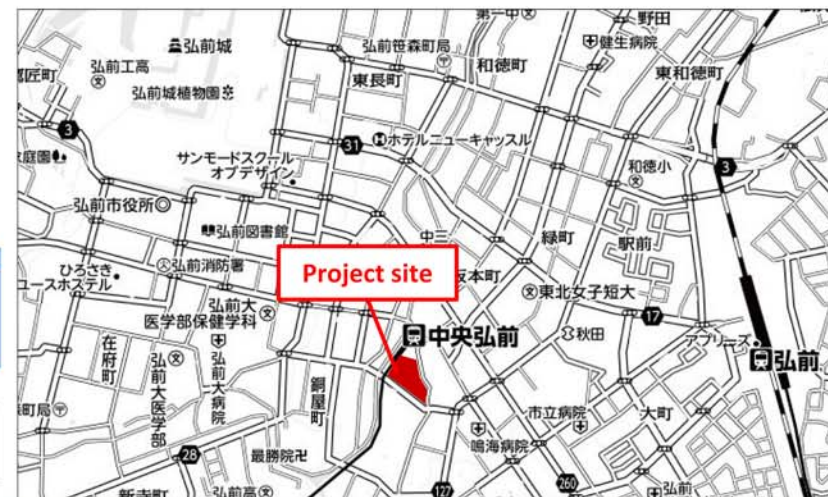 第一中
野田
弘前城
弘前笹森町局
健生病院
弘前工高
和徳町
東和徳町
東長町
弘前城植物園
3
31
ホテルニューキャッスル
サンモードスクール
オブデザイン
和徳小
3
弘前市役所
弘前図書館
中三
緑町
駅前
弘前消防署
Project site
ひろさき
ユースホステル
東北女子短大
弘前大
医学部保健学科
17
中央弘前
秋田
アプリーズ
弘前
在府町
弘前大医学部
弘前大病院
銅屋町
市立病院
大町
鳴海病院
最勝院
28
新寺町
弘前高
127
260
弘前